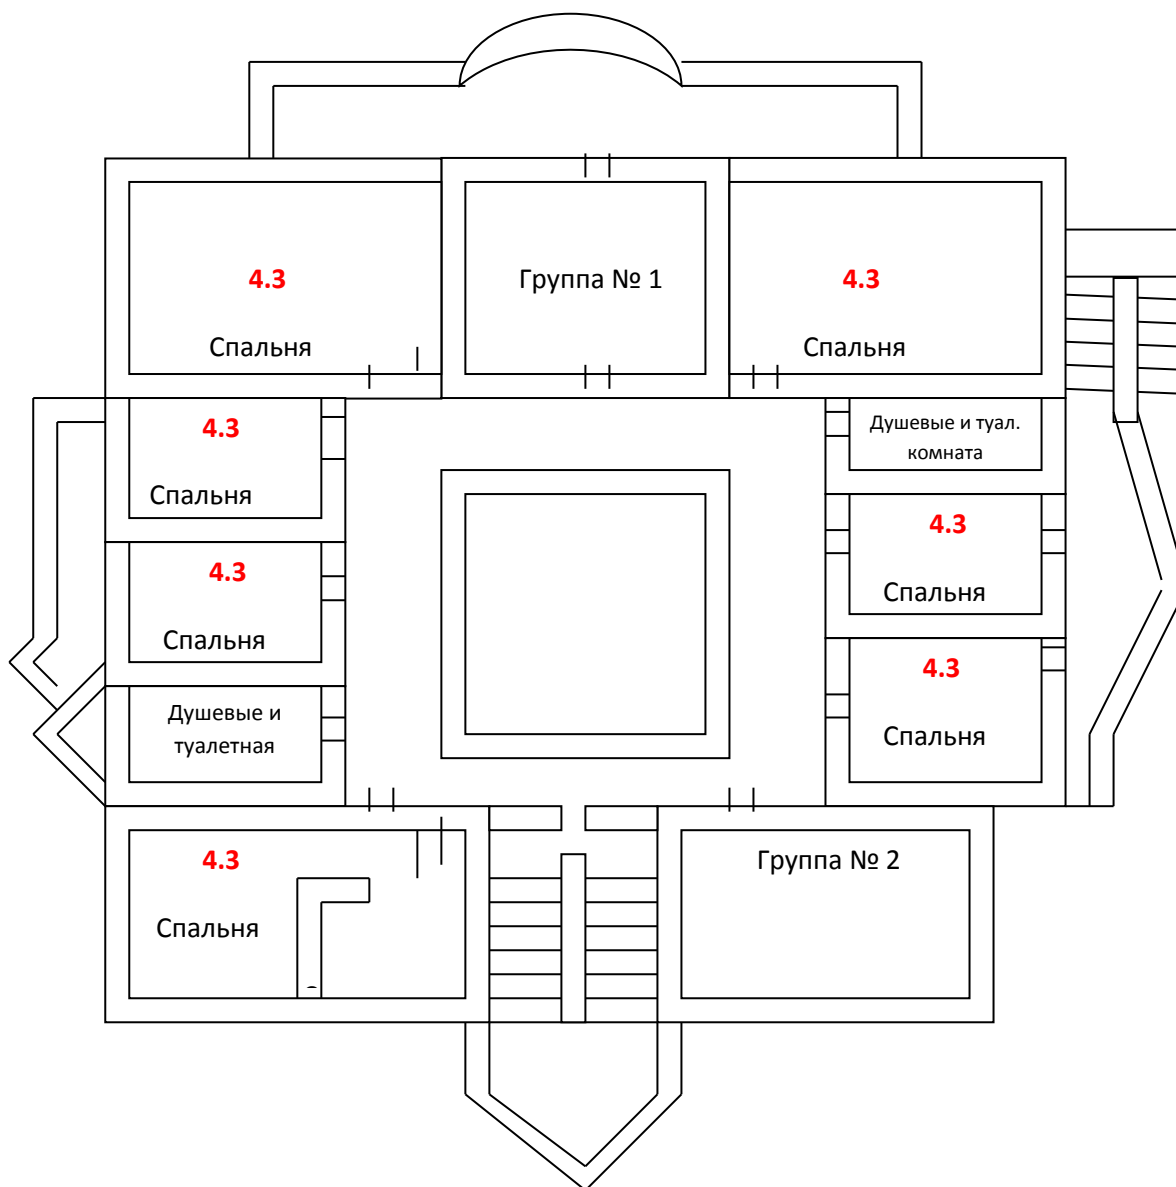 4.3
Спальня
Группа № 1
4.3
Спальня
4.3
Спальня
Душевые и туал.
комната
4.3
Спальня
4.3
Спальня
4.3
Спальня
Душевые и
туалетная
4.3
Спальня
Группа № 2